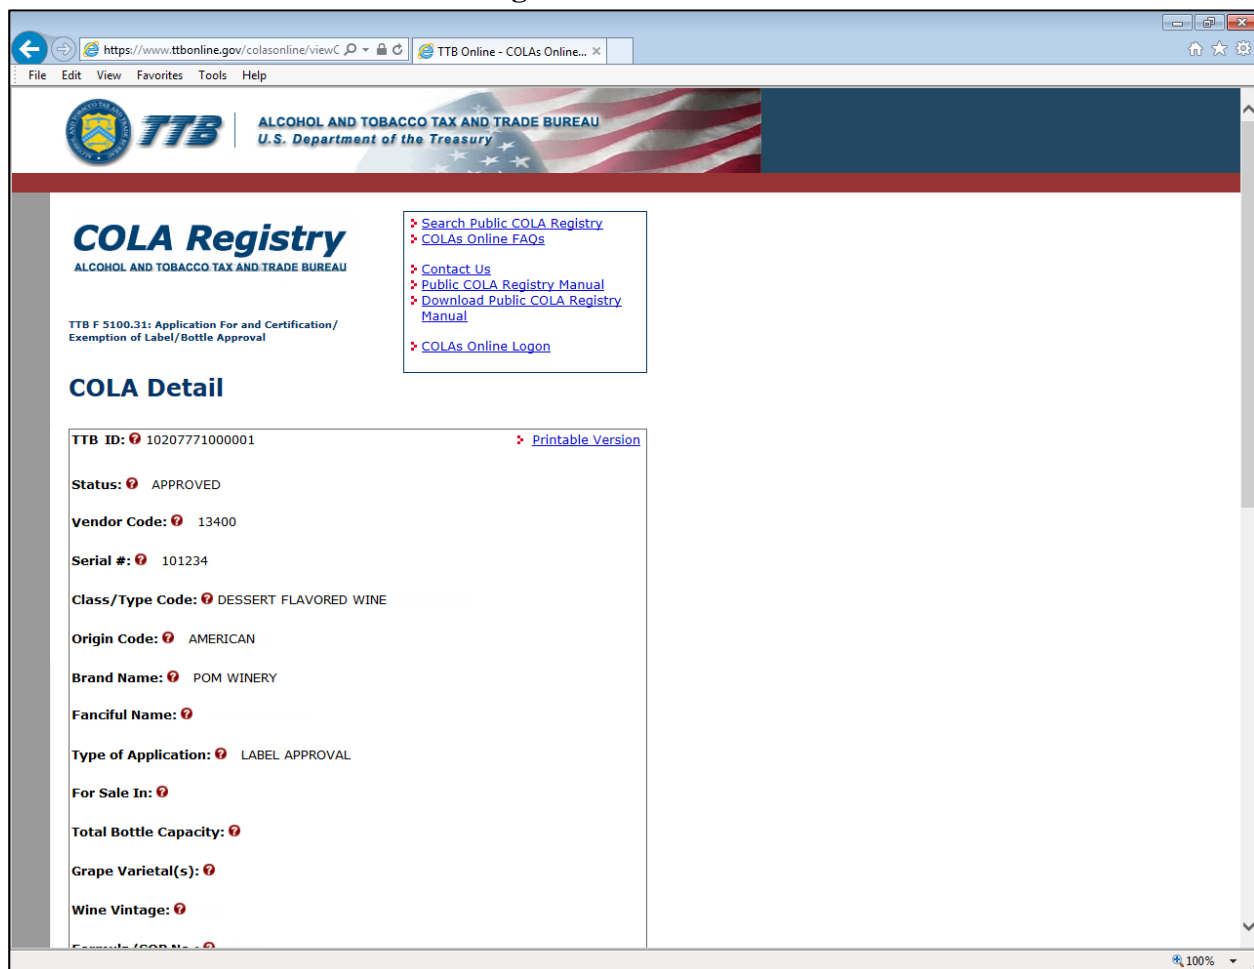 https://www.ttbonline.gov/colasonline/viewC
TTB Online - COLAs Online...
File Edit View Favorites Tools Help
TTB
ALCOHOL AND TOBACCO TAX AND TRADE BUREAU
U.S. Department of the Treasury
COLA Registry
ALCOHOL AND TOBACCO TAX AND TRADE BUREAU
TTB F 5100.31: Application For and Certification/
Exemption of Label/Bottle Approval
Search Public COLA Registry
COLAs Online FAQs
Contact Us
Public COLA Registry Manual
Download Public COLA Registry
Manual
COLAs Online Logon
COLA Detail
TTB ID: 10207771000001
Printable Version
Status: APPROVED
Vendor Code: 13400
Serial #: 101234
Class/Type Code: DESSERT FLAVORED WINE
Origin Code: AMERICAN
Brand Name: POM WINERY
Fanciful Name:
Type of Application: LABEL APPROVAL
For Sale In:
Total Bottle Capacity:
Grape Varietal(s):
Wine Vintage:
100%